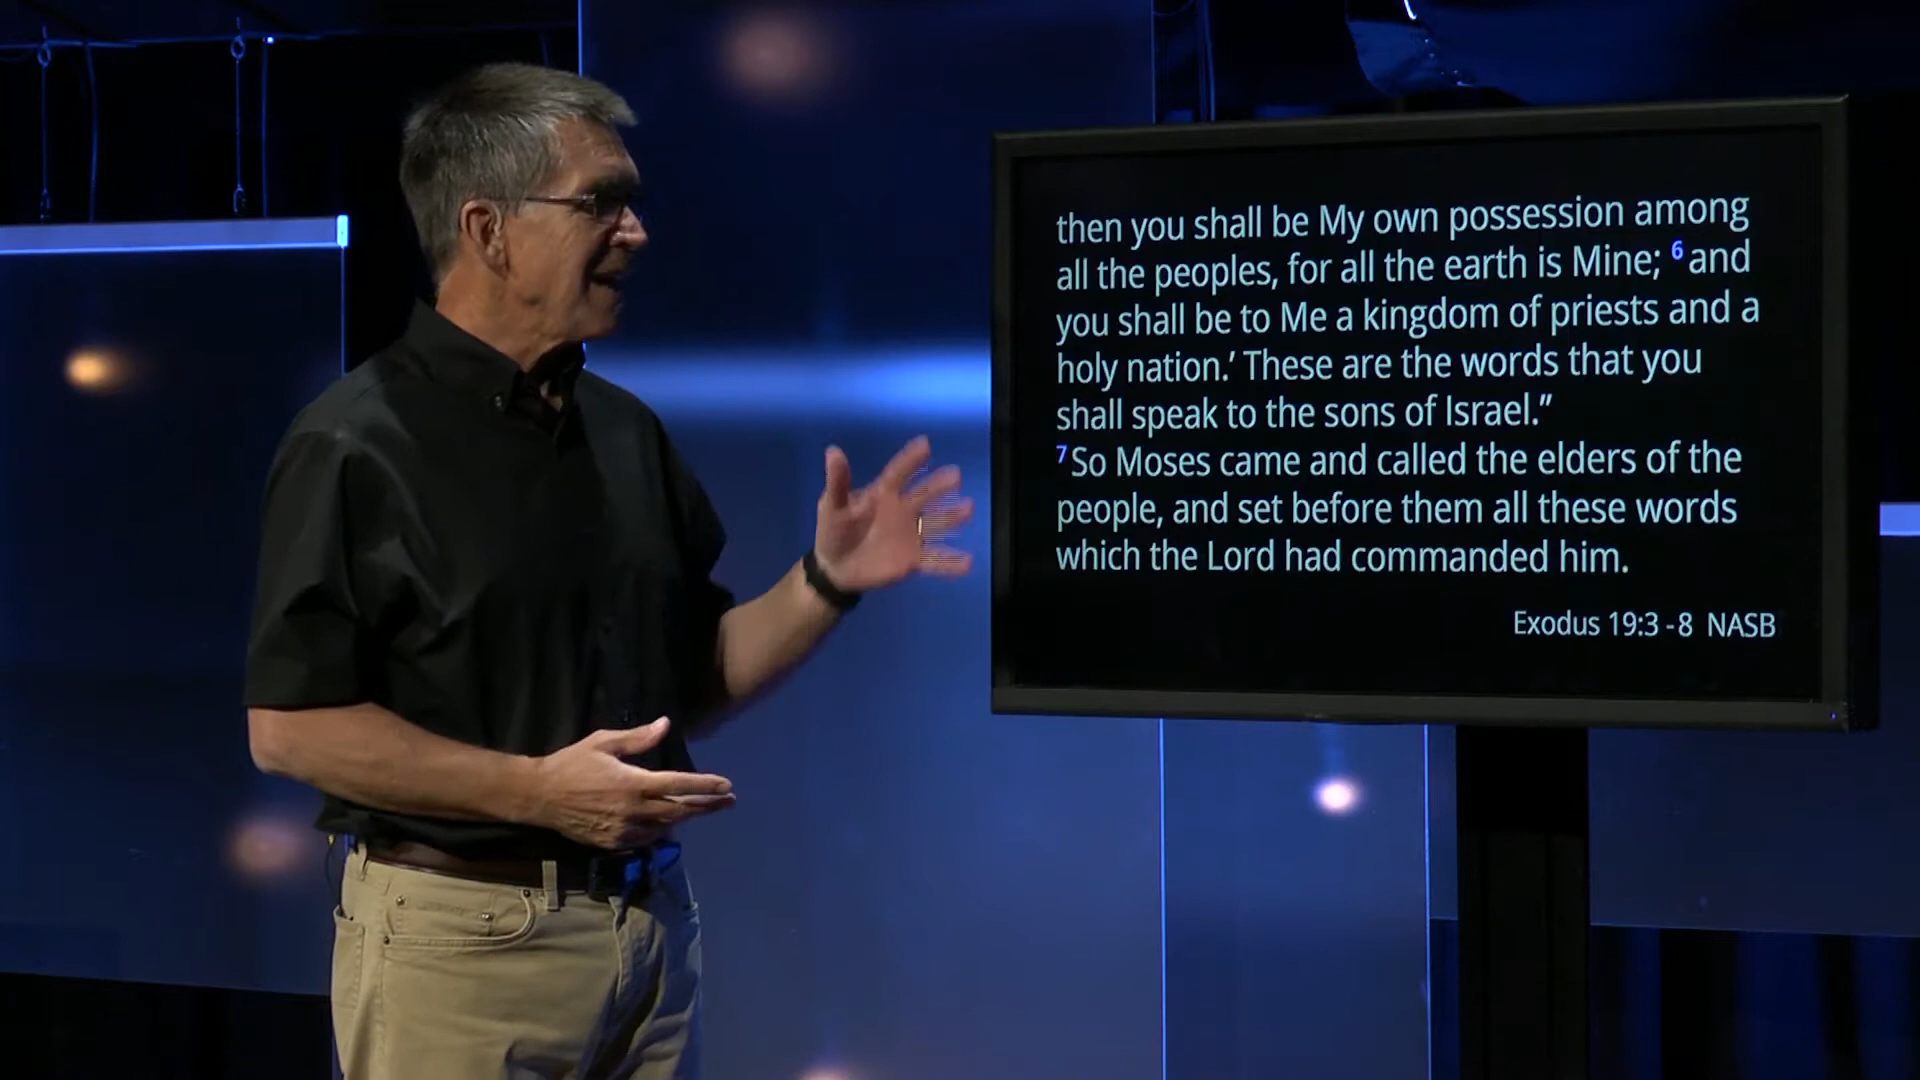 then you shall be My own possession among
all the peoples, for all the earth is Mine; 6 and
you shall be to Me a kingdom of priests and a
holy nation.’ These are the words that you
shall speak to the sons of Israel.”
7 So Moses came and called the elders of the
people, and set before them all these words
which the Lord had commanded him.
Exodus 19:3 - 8 NASB